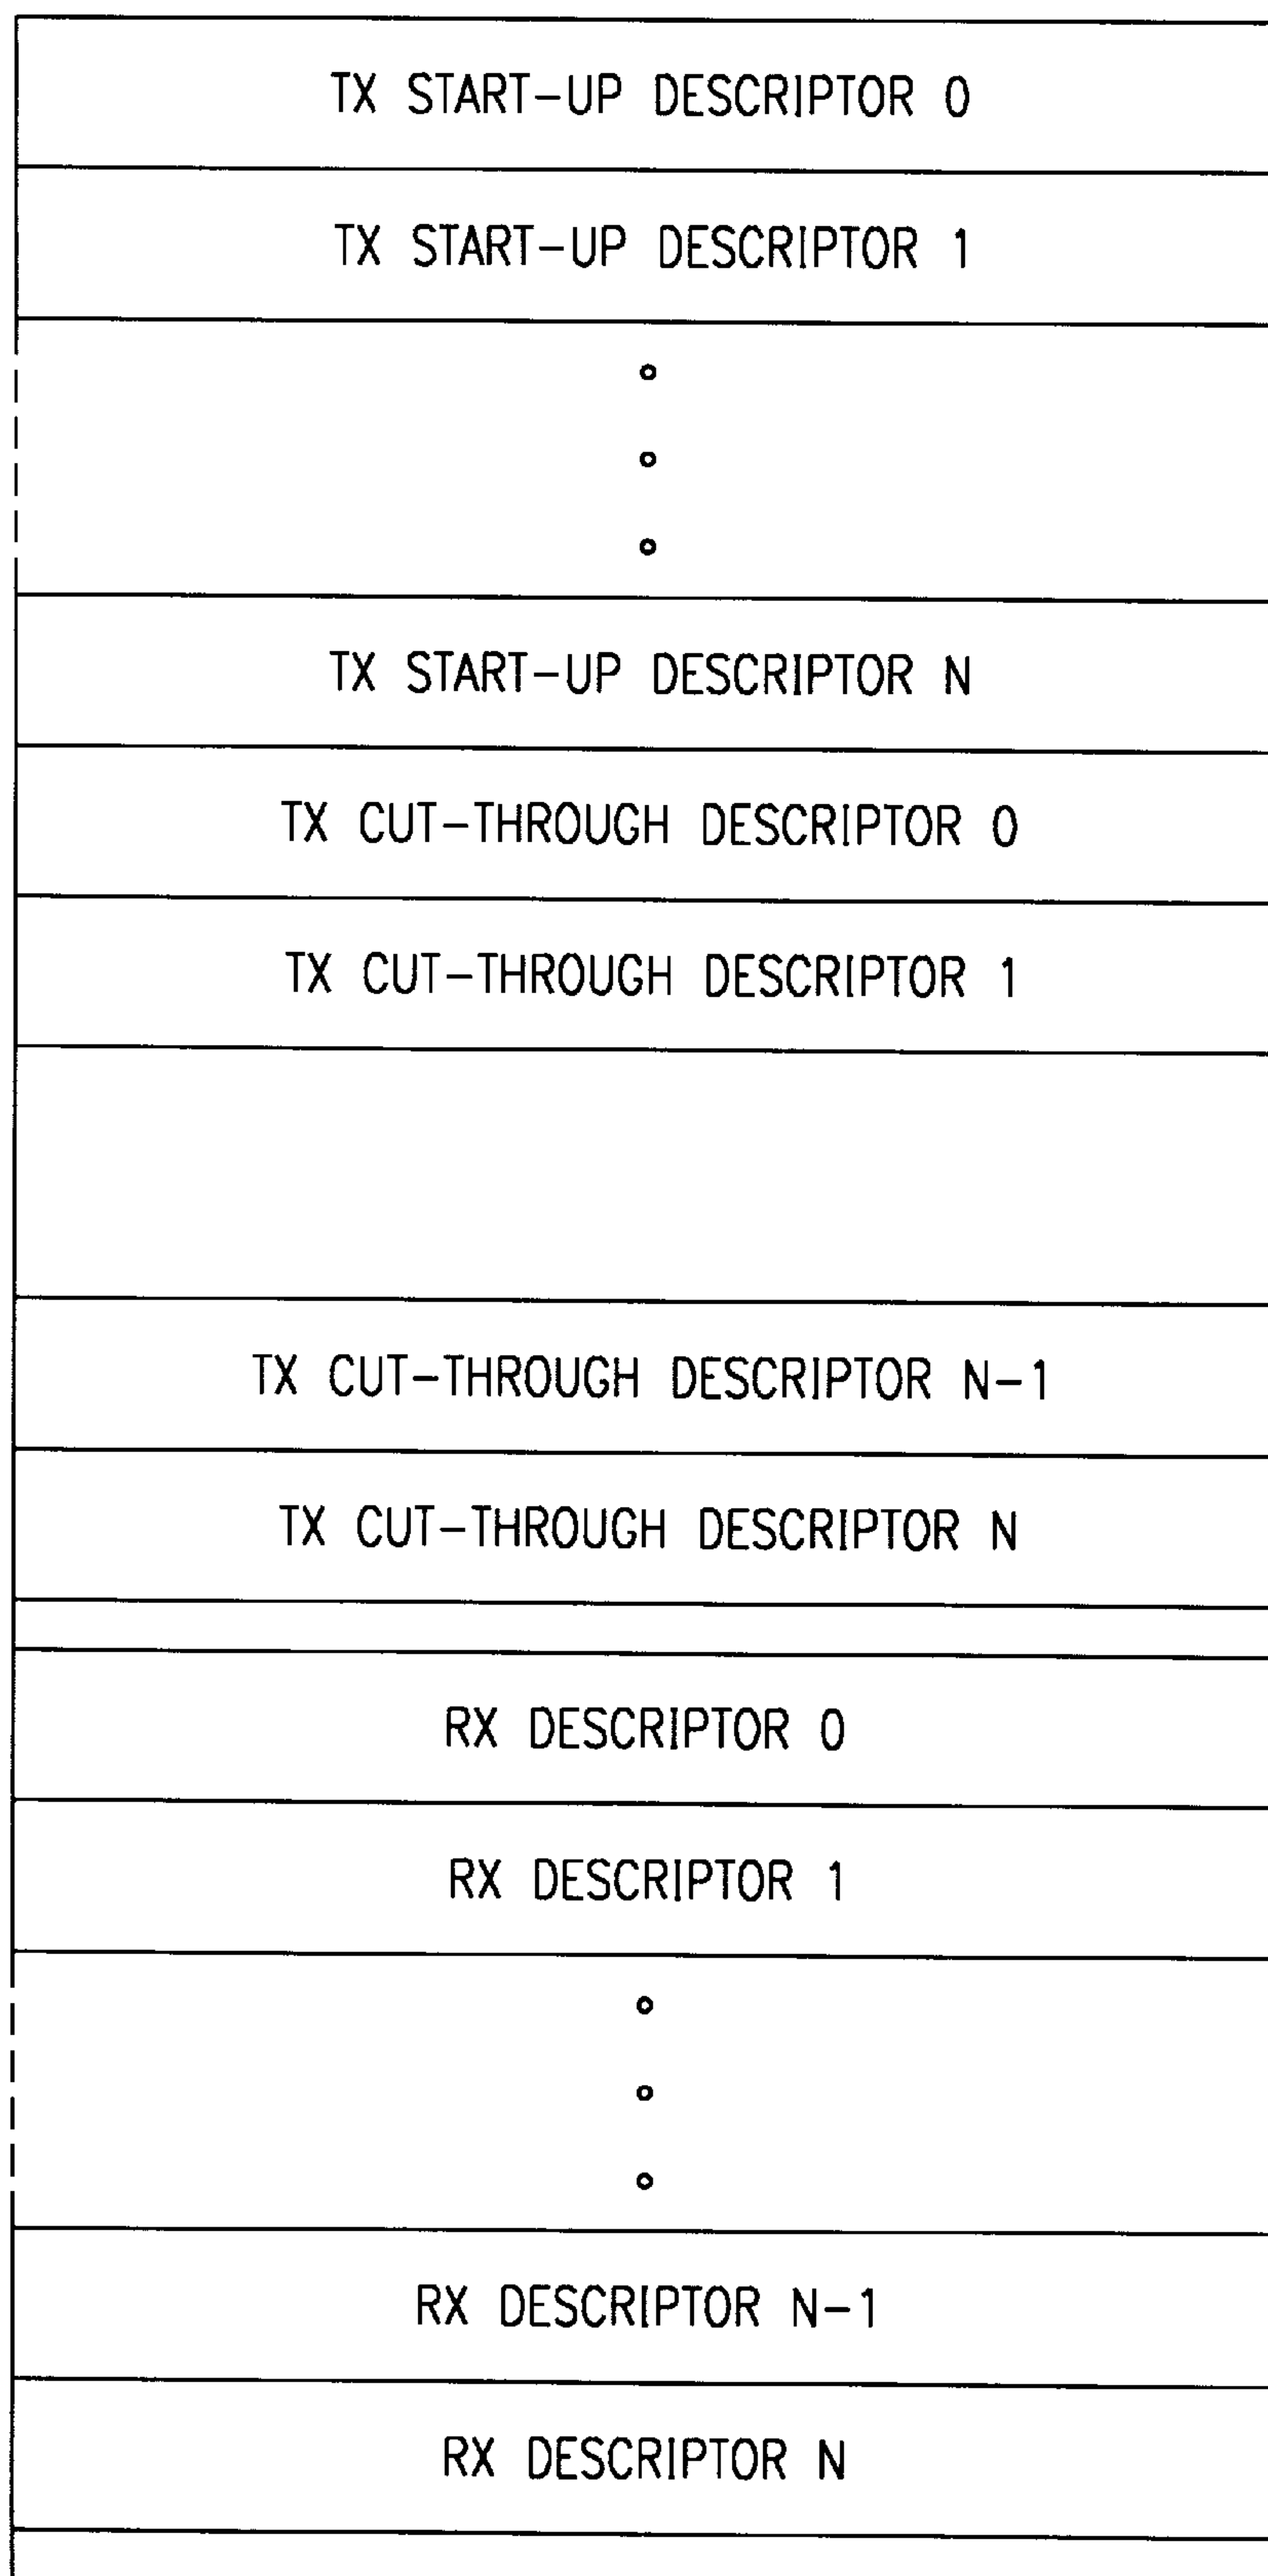 TX START-UP DESCRIPTOR 0
TX START-UP DESCRIPTOR 1
TX START-UP DESCRIPTOR N
TX CUT-THROUGH DESCRIPTOR 0
TX CUT-THROUGH DESCRIPTOR 1
TX CUT-THROUGH DESCRIPTOR N-1
TX CUT-THROUGH DESCRIPTOR N
RX DESCRIPTOR 0
RX DESCRIPTOR 1
RX DESCRIPTOR N-1
RX DESCRIPTOR N